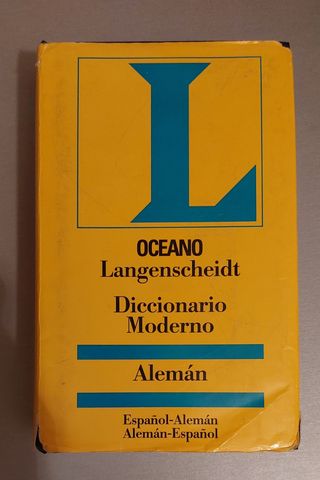 L
OCEANO
Langenscheidt
Diccionario
Moderno
Alemán
Español-Alemán
Alemán-Español